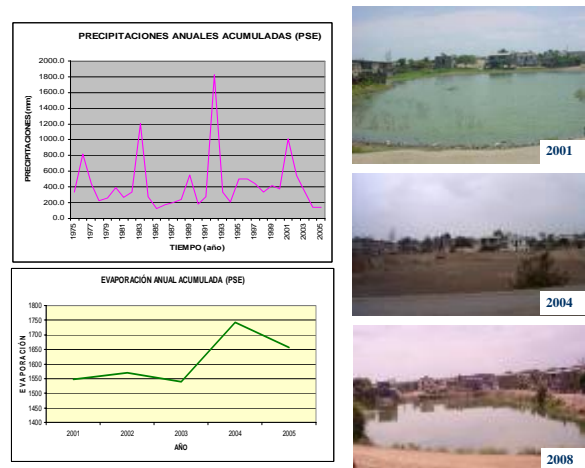 PRECIPITACIONES ANUALES ACUMULADAS (PSE)
PRECIPITACIONES(mm)
2000.0
1800.0
1600.0
1400.0
1200.0
1000.0
800.0
600.0
400.0
200.0
0.0
1975 1977 1979 1981 1983 1985 1987 1989 1991 1993 1995 1997 1999 2001 2003 2005
TIEMPO (año)
EVAPORACIÓN ANUAL ACUMULADA (PSE)
EVAPORACIÓN
1800
1750
1700
1650
1600
1550
1500
1450
1400
2001 2002 2003 2004 2005
AÑO
2001
2004
2008